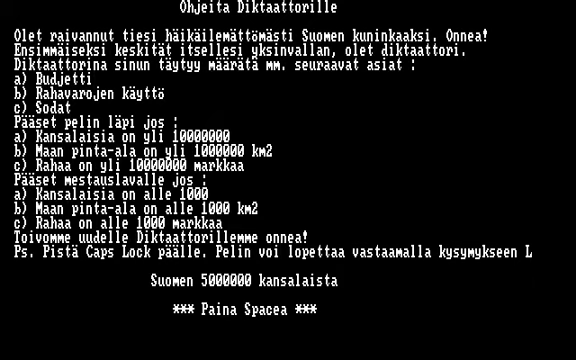 Ohjeita Diktaattorille
Olet raivannut tiesi häikäilemättömästi Suomen kuninkaaksi. Onnea!
Ensimmäiseksi keskität itsellesi yksinvallan, olet diktaattori.
Diktaattorina sinun täytyy määrätä mm. seuraavat asiat :
a) Budjetti
b) Rahavarojen käyttö
c) Sodat
Pääset pelin läpi jos :
a) Kansalaisia on yli 10000000
b) Maan pinta-ala on yli 1000000 km2
c) Rahaa on yli 10000000 markkaa
Pääset mestauslavalle jos :
a) Kansalaisia on alle 1000
b) Maan pinta-ala on alle 1000 km2
c) Rahaa on alle 1000 markkaa
Toivomme uudelle Diktaattorillemme onnea!
Ps. Pistä Caps Lock päälle. Pelin voi lopettaa vastaamalla kysymykseen L
Suomen 5000000 kansalaista
*** Paina Spacea ***